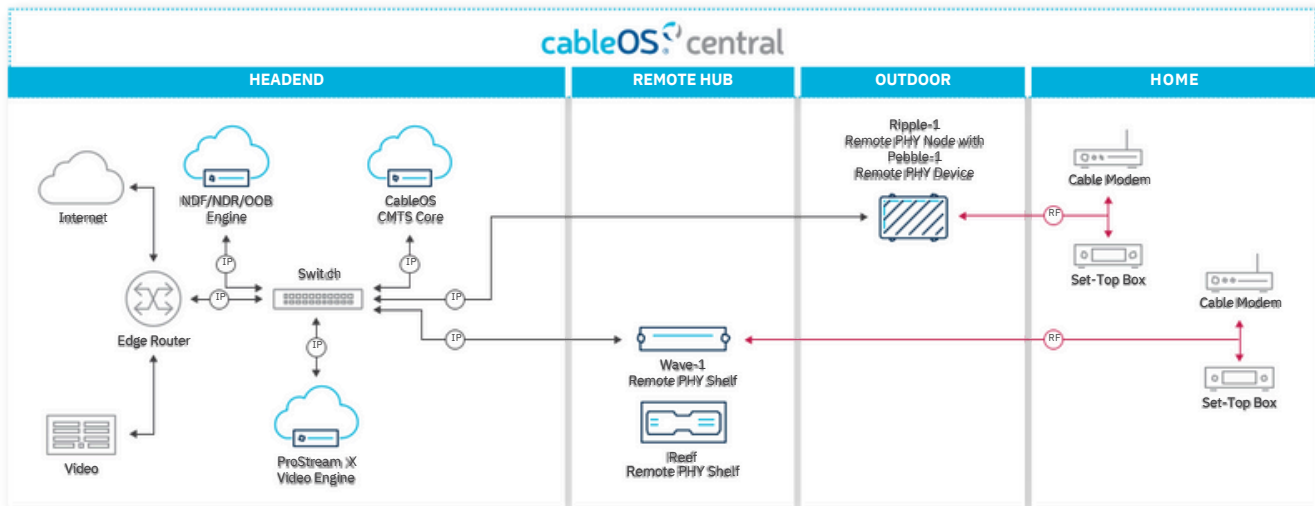 cableOS central
HEADEND
REMOTE HUB
OUTDOOR
HOME
Internet
NDF/NDR/OOB
Engine
CableOS
CMTS Core
Ripple-1
Remote PHY Node with
Pebble-1
Remote PHY Device
Cable Modem
RF
Set-Top Box
IP
IP
Switch
IP
IP
Edge Router
IP
IP
Cable Modem
RF
Wave-1
Remote PHY Shelf
Set-Top Box
Video
ProStream X
Video Engine
Reef
Remote PHY Shelf